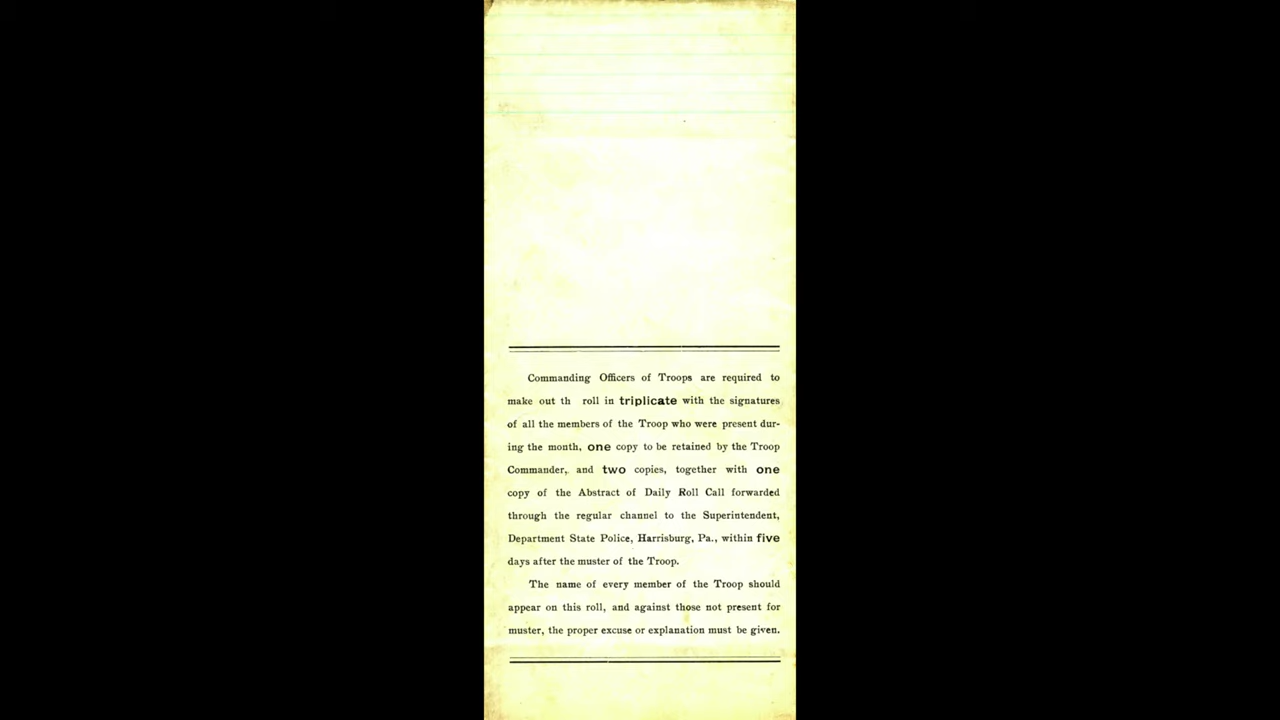 Commanding Officers of Troops are required to
make out th roll in triplicate with the signatures
of all the members of the Troop who were present dur-
ing the month, one copy to be retained by the Troop
Commander, and two copies, together with one
copy of the Abstract of Daily Roll Call forwarded
through the regular channel to the Superintendent,
Department State Police, Harrisburg, Pa., within five
days after the muster of the Troop.
The name of every member of the Troop should
appear on this roll, and against those not present for
muster, the proper excuse or explanation must be given.